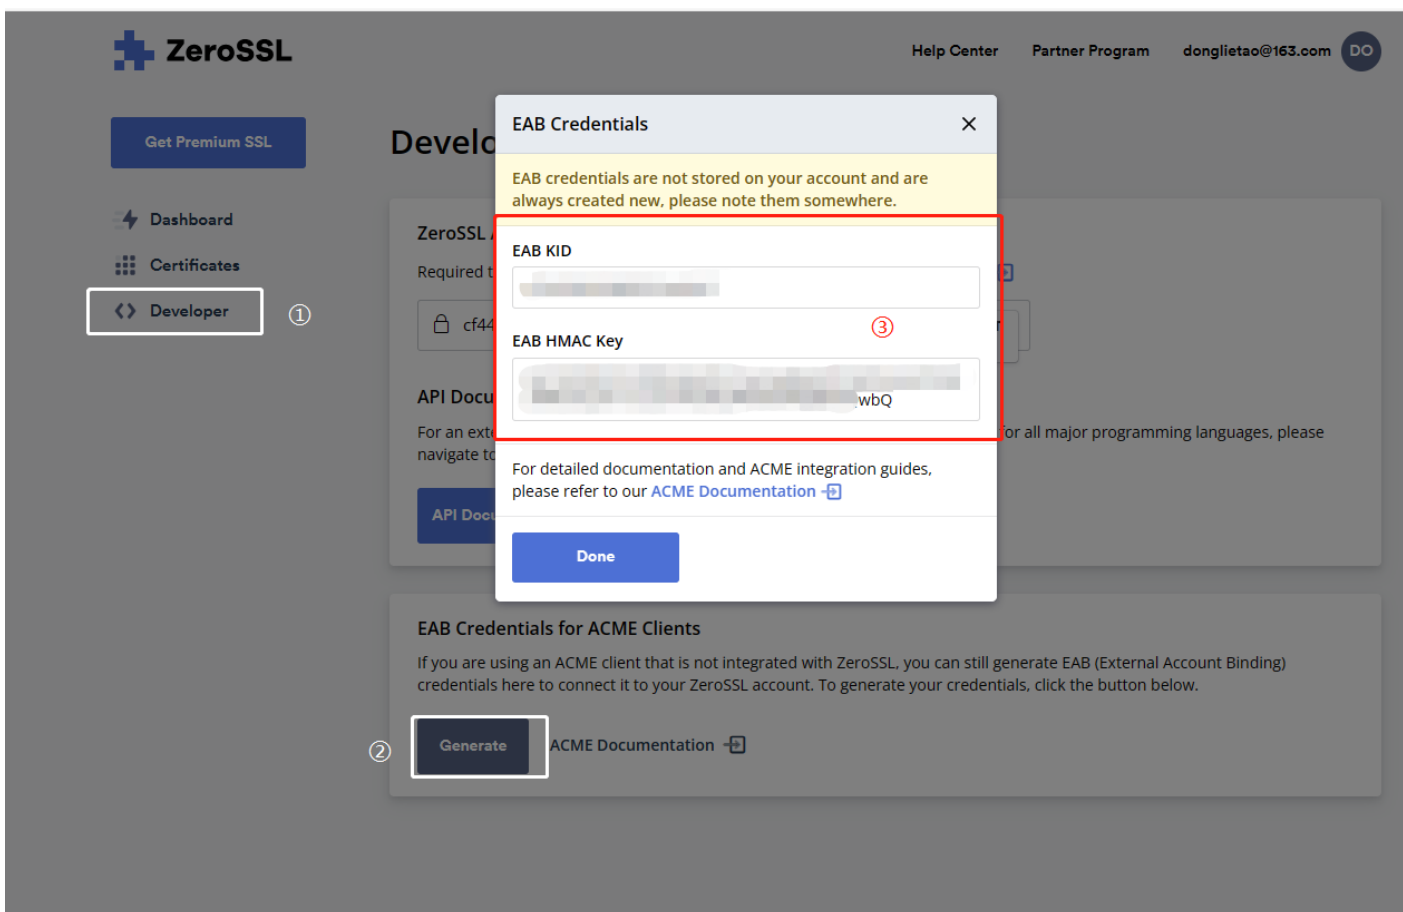 ZeroSSL
Help Center
Partner Program
donglietao@163.com
DO
Get Premium SSL
Dashboard
Certificates
Developer
①
Develo
ZeroSSL
Required t
cf44
API Docu
For an exte
for all major programming languages, please
navigate to
API Docu
EAB Credentials
EAB credentials are not stored on your account and are
always created new, please note them somewhere.
EAB KID
③
EAB HMAC Key
wbQ
For detailed documentation and ACME integration guides,
please refer to our ACME Documentation
Done
EAB Credentials for ACME Clients
If you are using an ACME client that is not integrated with ZeroSSL, you can still generate EAB (External Account Binding)
credentials here to connect it to your ZeroSSL account. To generate your credentials, click the button below.
②
Generate
ACME Documentation